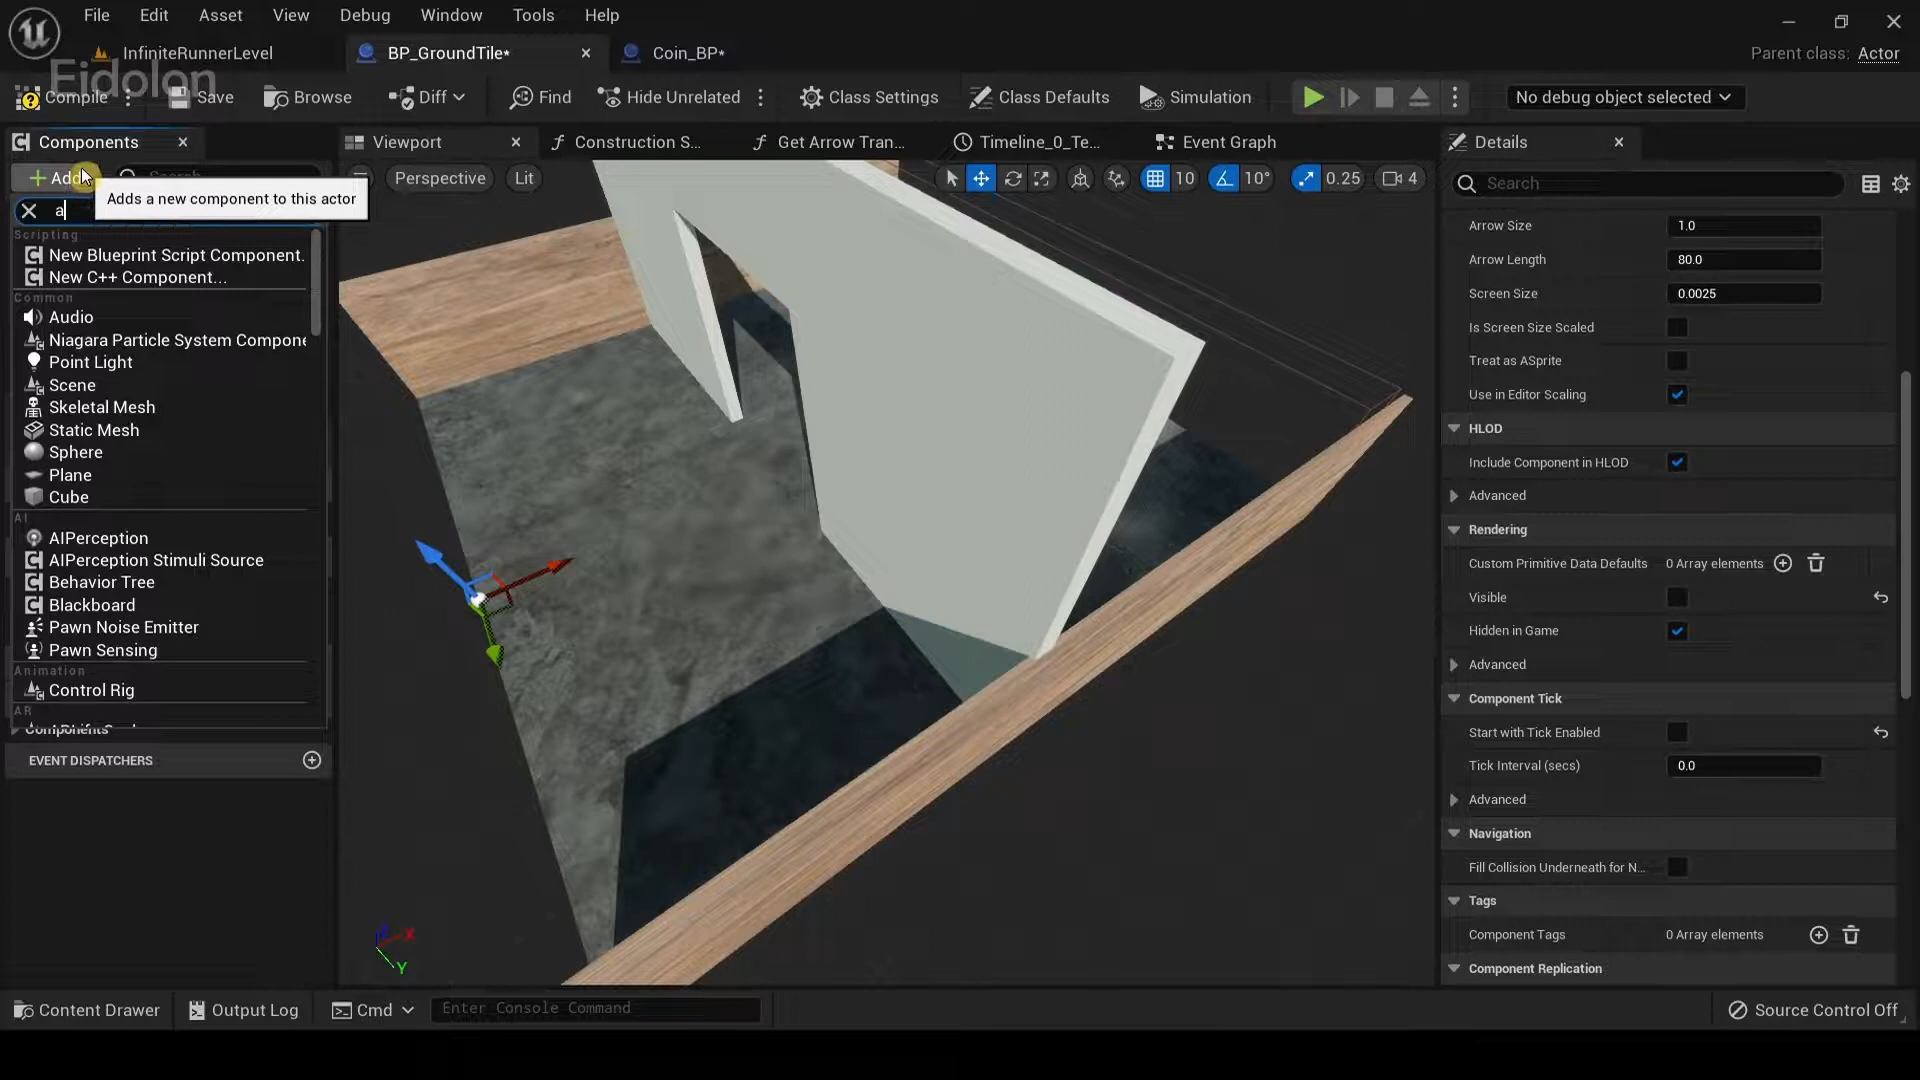 File Edit Asset View Debug Window Tools Help
InfiniteRunnerLevel BP_GroundTile* Coin_BP* Parent class: Actor
Eidolon
Compile Save Browse Diff Find Hide Unrelated Class Settings Class Defaults Simulation No debug object selected
Components Viewport Construction S... Get Arrow Tran... Timeline_0_Te... Event Graph Details
Add Search Perspective Lit 10 10° 0.25 4 Search
Adds a new component to this actor
a
Scripting
New Blueprint Script Component.
New C++ Component...
Common
Audio
Niagara Particle System Compone
Point Light
Scene
Skeletal Mesh
Static Mesh
Sphere
Plane
Cube
AI
AIPerception
AIPerception Stimuli Source
Behavior Tree
Blackboard
Pawn Noise Emitter
Pawn Sensing
Animation
Control Rig
AR
Components
EVENT DISPATCHERS
X
Y
Arrow Size 1.0
Arrow Length 80.0
Screen Size 0.0025
Is Screen Size Scaled
Treat as ASprite
Use in Editor Scaling
HLOD
Include Component in HLOD
Advanced
Rendering
Custom Primitive Data Defaults 0 Array elements
Visible
Hidden in Game
Advanced
Component Tick
Start with Tick Enabled
Tick Interval (secs) 0.0
Advanced
Navigation
Fill Collision Underneath for N...
Tags
Component Tags 0 Array elements
Component Replication
Content Drawer Output Log Cmd Enter Console Command Source Control Off